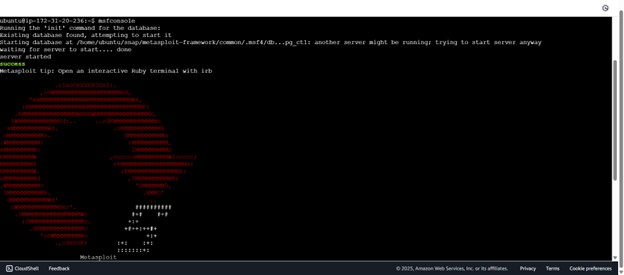 ubuntu@ip-172-31-20-236:~$ msfconsole
Running the 'init' command for the database:
Existing database found, attempting to start it
Starting database at /home/ubuntu/snap/metasploit-framework/common/.msf4/db...pg_ctl: another server might be running; trying to start server anyway
waiting for server to start.... done
server started
success
Metasploit tip: Open an interactive Ruby terminal with irb
Metasploit
CloudShell Feedback © 2025, Amazon Web Services, Inc. or its affiliates. Privacy Terms Cookie preferences